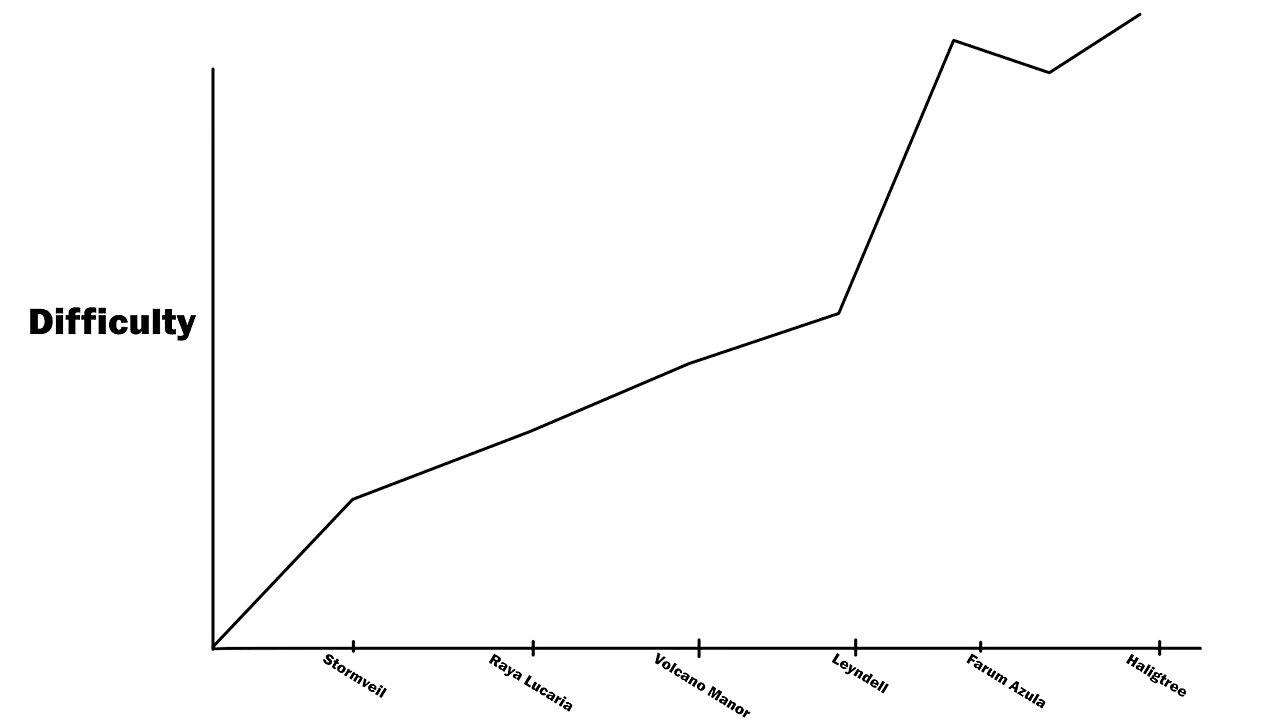 Difficulty
Stormveil
Raya Lucaria
Volcano Manor
Leyndell
Farum Azula
Haligtree